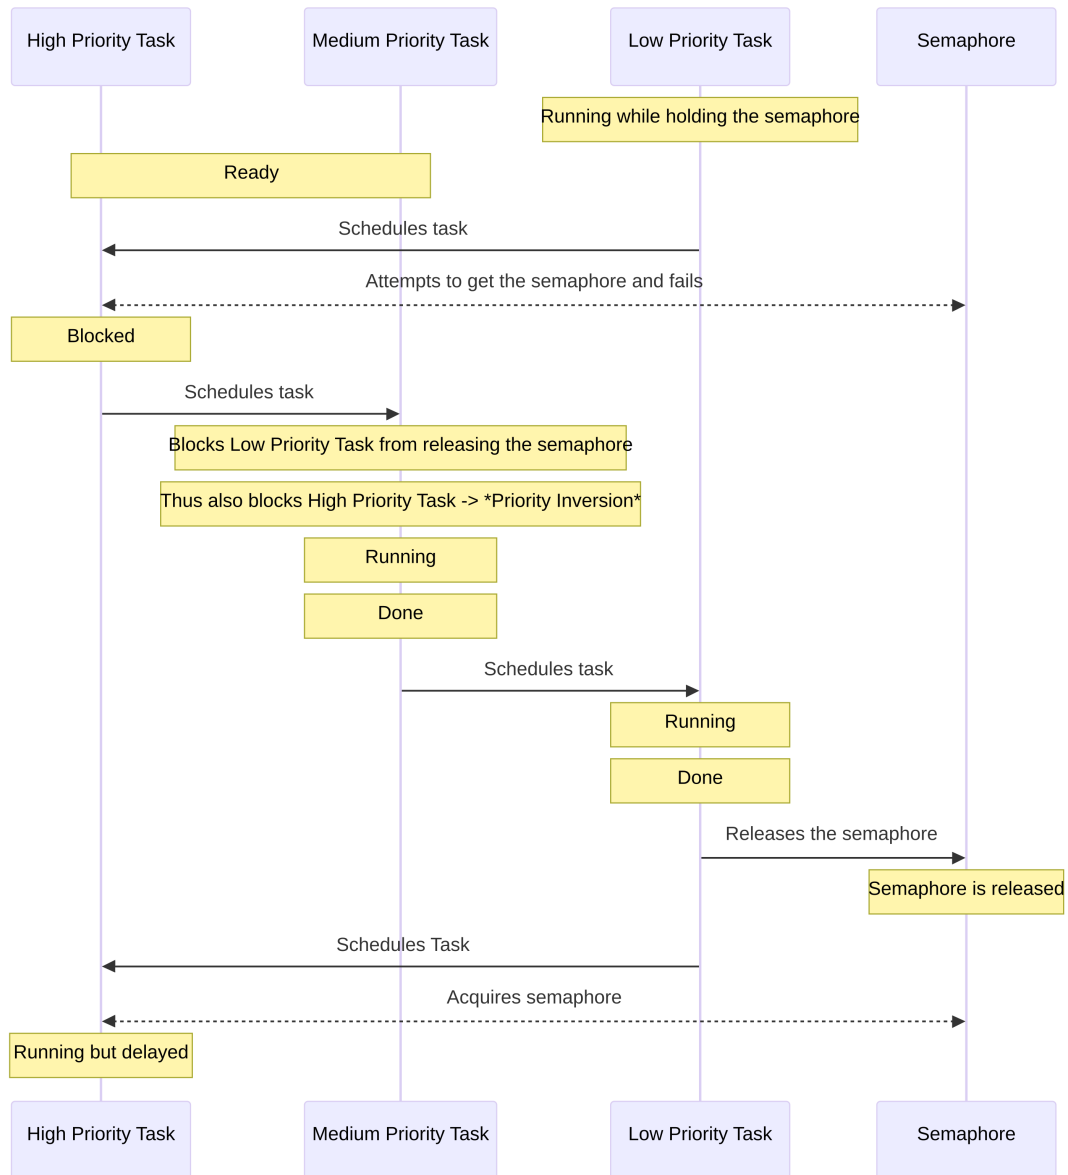 High Priority Task
Medium Priority Task
Low Priority Task
Semaphore
Running while holding the semaphore
Ready
Schedules task
Attempts to get the semaphore and fails
Blocked
Schedules task
Blocks Low Priority Task from releasing the semaphore
Thus also blocks High Priority Task -> *Priority Inversion*
Running
Done
Schedules task
Running
Done
Releases the semaphore
Semaphore is released
Schedules Task
Acquires semaphore
Running but delayed
High Priority Task
Medium Priority Task
Low Priority Task
Semaphore